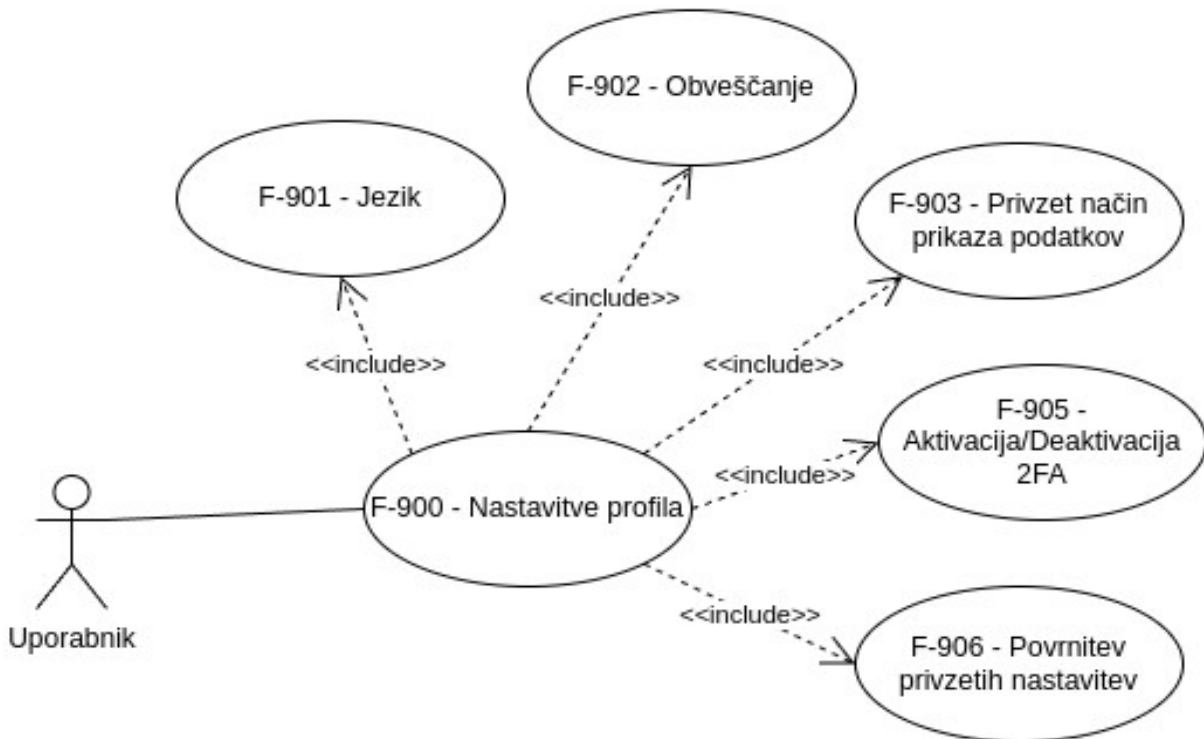 F-902 - Obveščanje
F-901 - Jezik
F-903 - Privzet način
prikaza podatkov
<<include>>
<<include>>
<<include>>
F-905 -
Aktivacija/Deaktivacija
2FA
<<include>>
F-900 - Nastavitve profila
<<include>>
Uporabnik
F-906 - Povrnitev
privzetih nastavitev